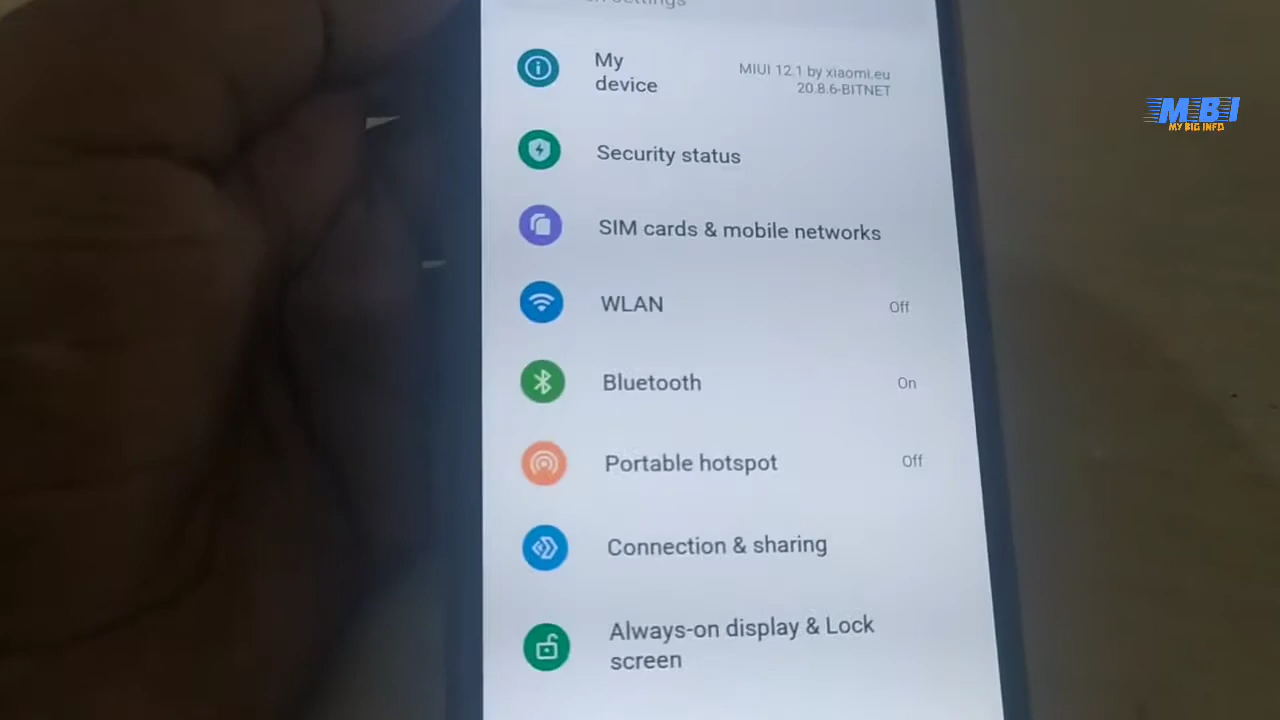 settings
My
device
MIUI 12.1 by xiaomi.eu
20.8.6-BITNET
Security status
SIM cards & mobile networks
WLAN
Off
Bluetooth
On
Portable hotspot
Off
Connection & sharing
Always-on display & Lock
screen
MBI
MY BIG INFO